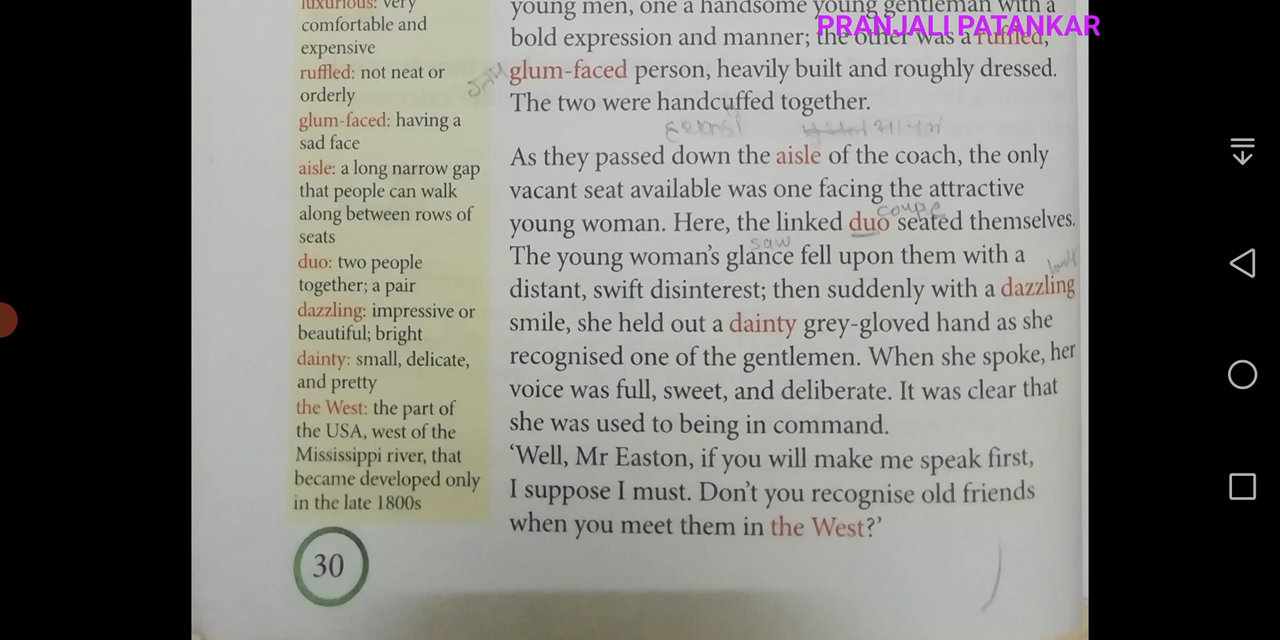 luxurious: very
comfortable and
expensive
ruffled: not neat or
orderly
glum-faced: having a
sad face
aisle: a long narrow gap
that people can walk
along between rows of
seats
duo: two people
together; a pair
dazzling: impressive or
beautiful; bright
dainty: small, delicate,
and pretty
the West: the part of
the USA, west of the
Mississippi river, that
became developed only
in the late 1800s
30
PRANJALI PATANKAR
young men, one a handsome young gentleman with a
bold expression and manner; the other was a ruffled,
glum-faced person, heavily built and roughly dressed.
The two were handcuffed together.
As they passed down the aisle of the coach, the only
vacant seat available was one facing the attractive
couple
young woman. Here, the linked duo seated themselves.
saw
The young woman's glance fell upon them with a
distant, swift disinterest; then suddenly with a dazzling
smile, she held out a dainty grey-gloved hand as she
recognised one of the gentlemen. When she spoke, her
voice was full, sweet, and deliberate. It was clear that
she was used to being in command.
‘Well, Mr Easton, if you will make me speak first,
I suppose I must. Don't you recognise old friends
when you meet them in the West?’